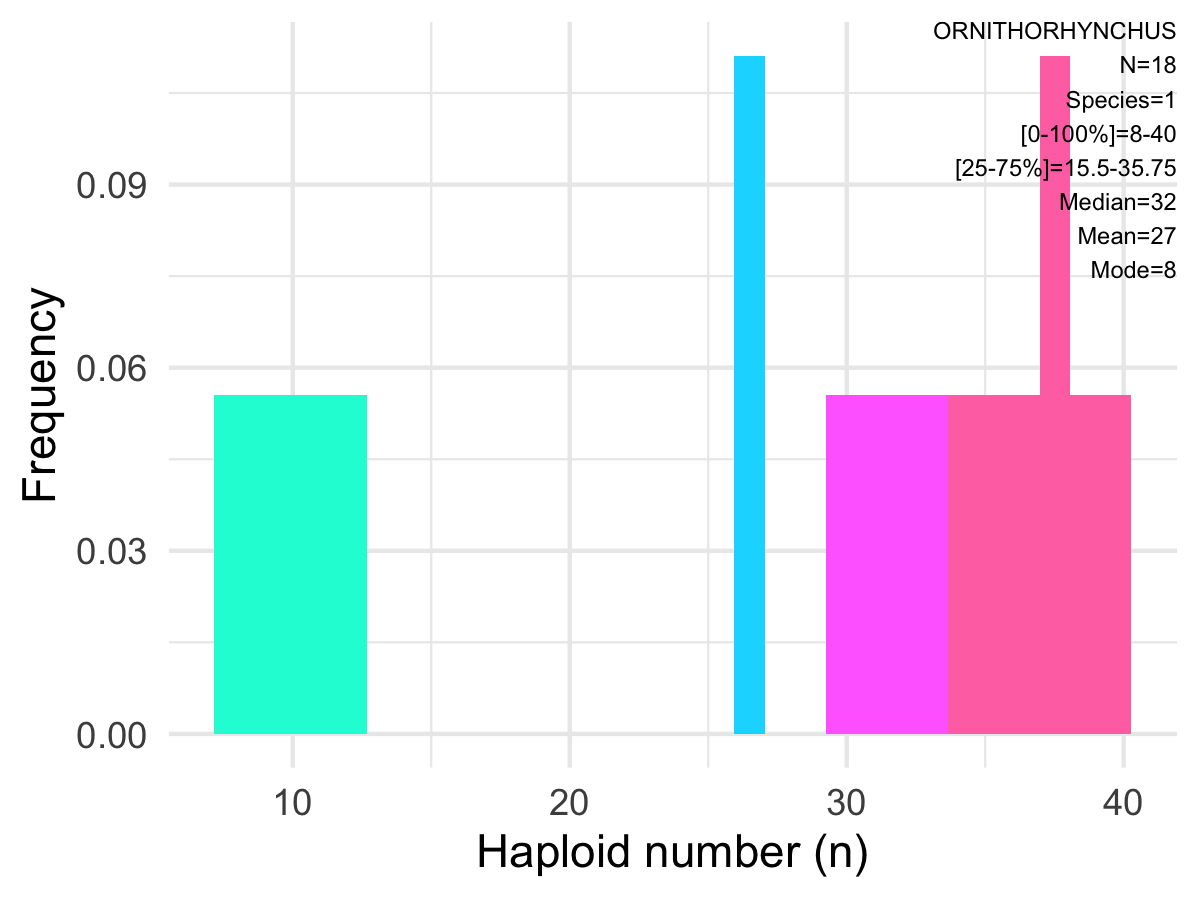 ORNITHORHYNCHUS
N=18
Species=1
[0-100%]=8-40
[25-75%]=15.5-35.75
Median=32
Mean=27
Mode=8
Frequency
0.09
0.06
0.03
0.00
10 20 30 40
Haploid number (n)